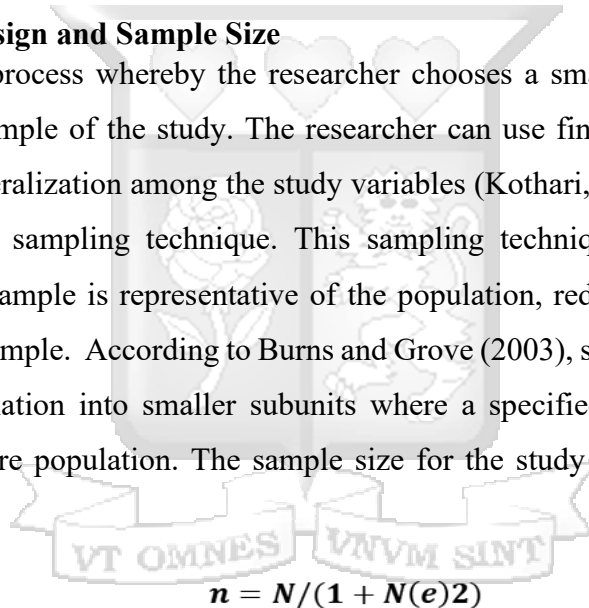 sign and Sample Size
process whereby the researcher chooses a sma
mple of the study. The researcher can use fin
eralization among the study variables (Kothari,
sampling technique. This sampling techniq
ample is representative of the population, red
mple. According to Burns and Grove (2003), s
ation into smaller subunits where a specifie
re population. The sample size for the study
VT OMNES VNVM SINT
n = N/(1 + N(e)2)